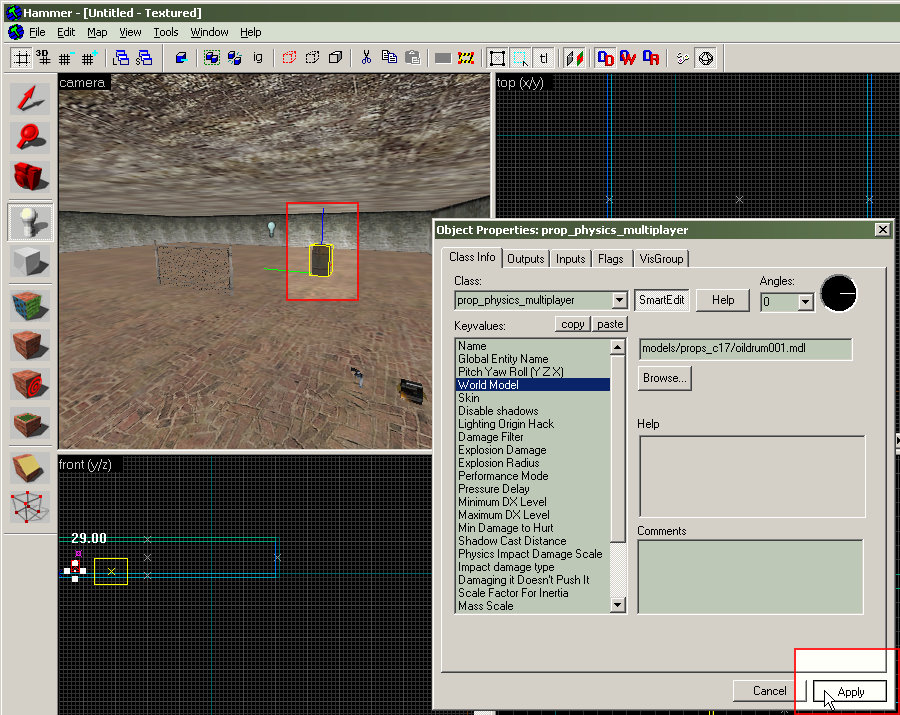 Hammer - [Untitled - Textured]
File Edit Map View Tools Window Help
3D ig tl
camera
top (x/y)
front (y/z)
29.00
Object Properties: prop_physics_multiplayer
Class Info Outputs Inputs Flags VisGroup
Class:
prop_physics_multiplayer
SmartEdit Help
Angles:
0
Keyvalues:
copy paste
Name
Global Entity Name
Pitch Yaw Roll (Y Z X)
World Model
Skin
Disable shadows
Lighting Origin Hack
Damage Filter
Explosion Damage
Explosion Radius
Performance Mode
Pressure Delay
Minimum DX Level
Maximum DX Level
Min Damage to Hurt
Shadow Cast Distance
Physics Impact Damage Scale
Impact damage type
Damaging it Doesn't Push It
Scale Factor For Inertia
Mass Scale
models/props_c17/oildrum001.mdl
Browse...
Help
Comments
Cancel Apply